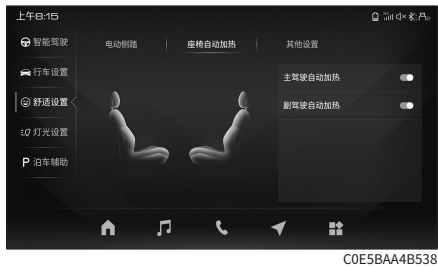 上午8:15
智能驾驶
电动侧踏
座椅自动加热
其他设置
行车设置
主驾驶自动加热
舒适设置
副驾驶自动加热
灯光设置
P 泊车辅助
C0E5BAA4B538